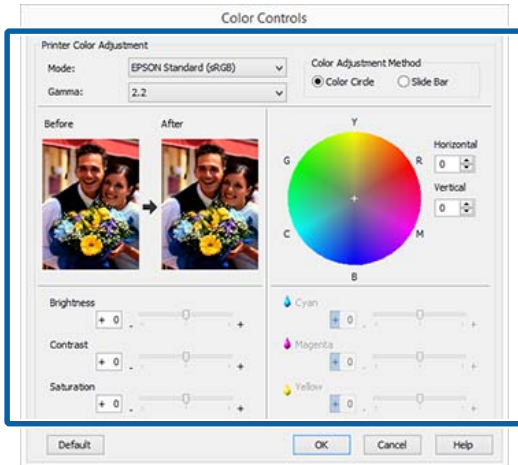 Color Controls
Printer Color Adjustment
Mode: EPSON Standard (sRGB)
Gamma: 2.2
Color Adjustment Method
Color Circle Slide Bar
Before After
Y
G R
C M
B
Horizontal
0
Vertical
0
Brightness
+ 0 - +
Contrast
+ 0 - +
Saturation
+ 0 - +
Cyan
+ 0 - +
Magenta
+ 0 - +
Yellow
+ 0 - +
Default OK Cancel Help